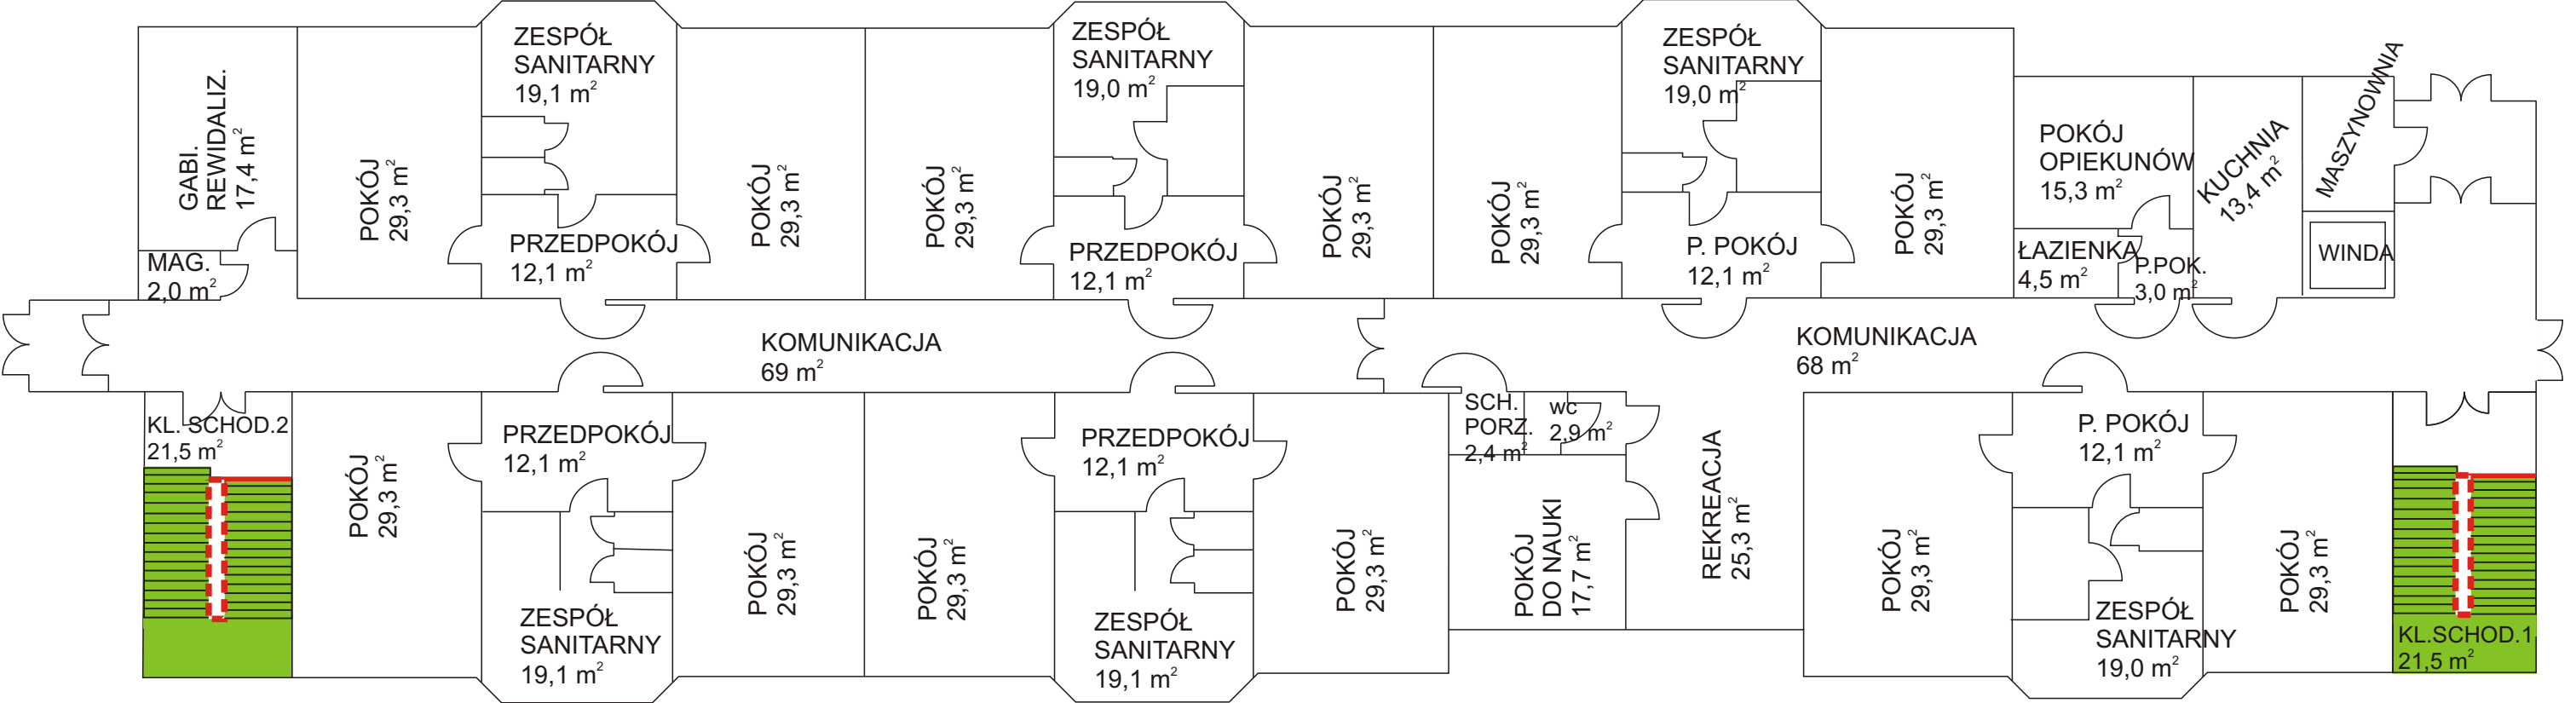 GABI.
REWIDALIZ.
17,4 m²
POKÓJ
29,3 m²
ZESPÓŁ
SANITARNY
19,1 m²
POKÓJ
29,3 m²
POKÓJ
29,3 m²
ZESPÓŁ
SANITARNY
19,0 m²
POKÓJ
29,3 m²
POKÓJ
29,3 m²
ZESPÓŁ
SANITARNY
19,0 m²
POKÓJ
29,3 m²
POKÓJ
OPIEKUNÓW
15,3 m²
KUCHNIA
13,4 m²
MASZYNOWNIA
MAG.
2,0 m²
PRZEDPOKÓJ
12,1 m²
PRZEDPOKÓJ
12,1 m²
P. POKÓJ
12,1 m²
ŁAZIENKA
4,5 m²
P.POK.
3,0 m²
WINDA
KOMUNIKACJA
69 m²
KOMUNIKACJA
68 m²
KL. SCHOD.2
21,5 m²
POKÓJ
29,3 m²
PRZEDPOKÓJ
12,1 m²
ZESPÓŁ
SANITARNY
19,1 m²
POKÓJ
29,3 m²
POKÓJ
29,3 m²
PRZEDPOKÓJ
12,1 m²
ZESPÓŁ
SANITARNY
19,1 m²
POKÓJ
29,3 m²
SCH.
PORZ.
2,4 m²
wc
2,9 m²
POKÓJ
DO NAUKI
17,7 m²
REKREACJA
25,3 m²
POKÓJ
29,3 m²
P. POKÓJ
12,1 m²
ZESPÓŁ
SANITARNY
19,0 m²
POKÓJ
29,3 m²
KL.SCHOD.1
21,5 m²